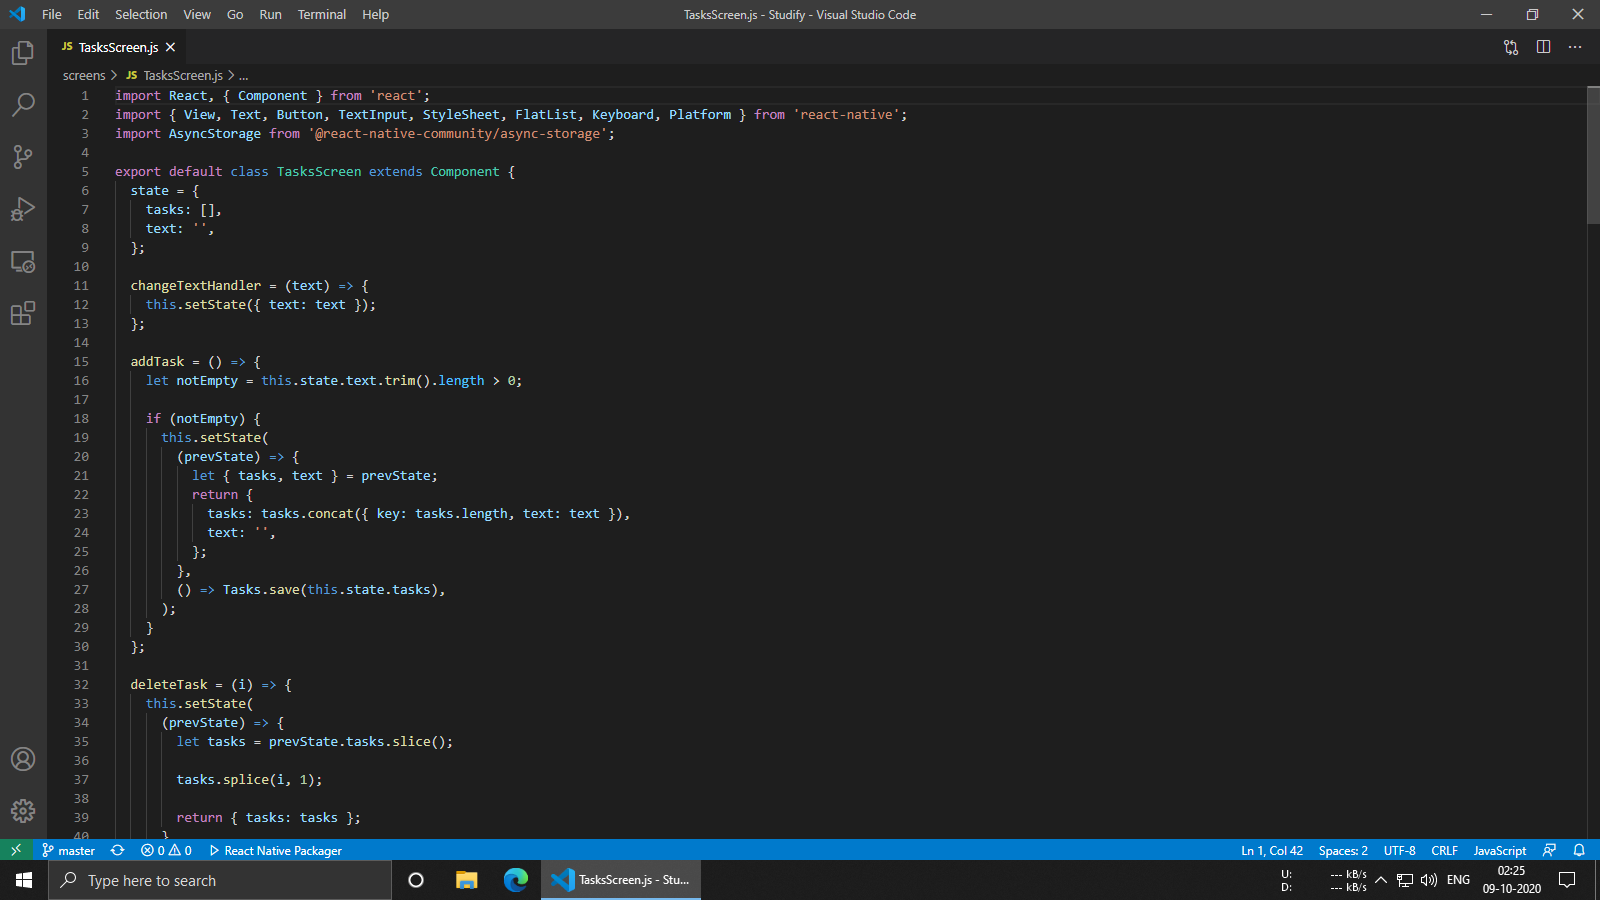 File Edit Selection View Go Run Terminal Help
TasksScreen.js - Studify - Visual Studio Code
JS TasksScreen.js
screens > JS TasksScreen.js > ...
1 import React, { Component } from 'react';
2 import { View, Text, Button, TextInput, StyleSheet, FlatList, Keyboard, Platform } from 'react-native';
3 import AsyncStorage from '@react-native-community/async-storage';
4
5 export default class TasksScreen extends Component {
6   state = {
7     tasks: [],
8     text: '',
9   };
10
11   changeTextHandler = (text) => {
12     this.setState({ text: text });
13   };
14
15   addTask = () => {
16     let notEmpty = this.state.text.trim().length > 0;
17
18     if (notEmpty) {
19       this.setState(
20         (prevState) => {
21           let { tasks, text } = prevState;
22           return {
23             tasks: tasks.concat({ key: tasks.length, text: text }),
24             text: '',
25           };
26         },
27         () => Tasks.save(this.state.tasks),
28       );
29     }
30   };
31
32   deleteTask = (i) => {
33     this.setState(
34       (prevState) => {
35         let tasks = prevState.tasks.slice();
36
37         tasks.splice(i, 1);
38
39         return { tasks: tasks };
40       }
master 0 0 React Native Packager
Ln 1, Col 42 Spaces: 2 UTF-8 CRLF JavaScript
Type here to search
TasksScreen.js - Stu...
U: --- kB/s
D: --- kB/s
ENG
02:25
09-10-2020